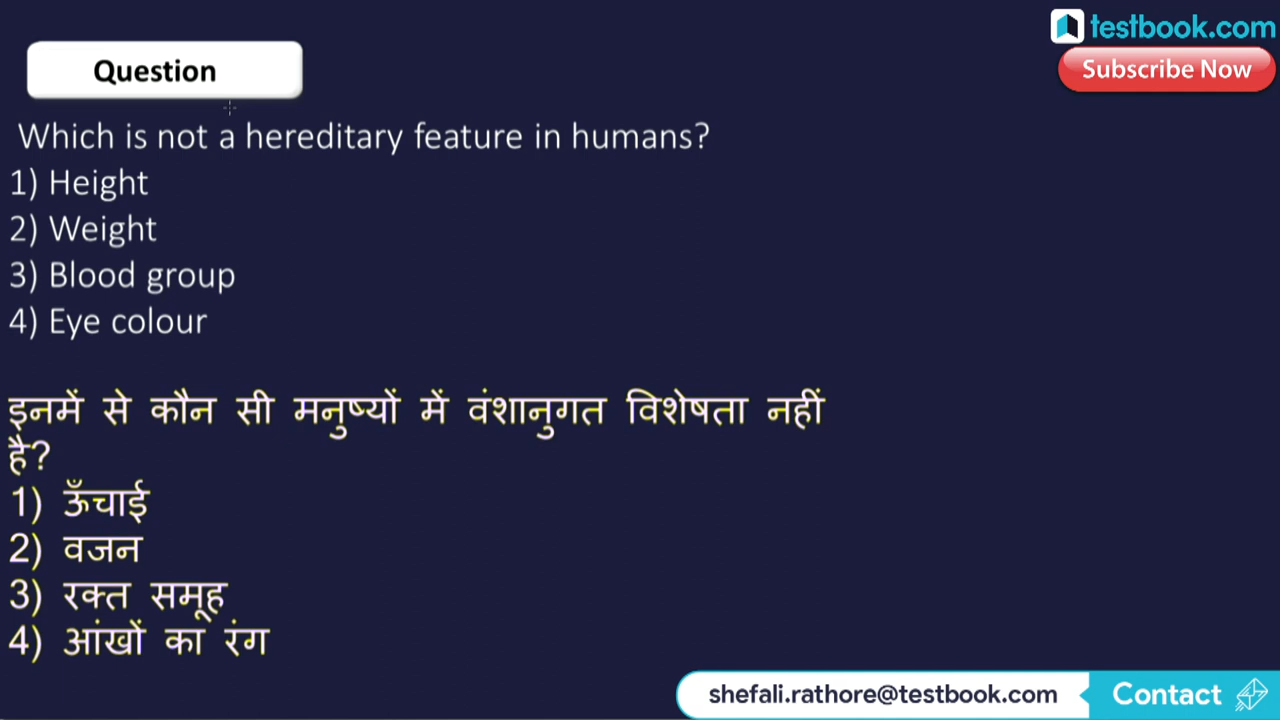 testbook.com
Subscribe Now
Question
Which is not a hereditary feature in humans?
1) Height
2) Weight
3) Blood group
4) Eye colour
इनमें से कौन सी मनुष्यों में वंशानुगत विशेषता नहीं
है?
1) ऊँचाई
2) वजन
3) रक्त समूह
4) आंखों का रंग
shefali.rathore@testbook.com Contact